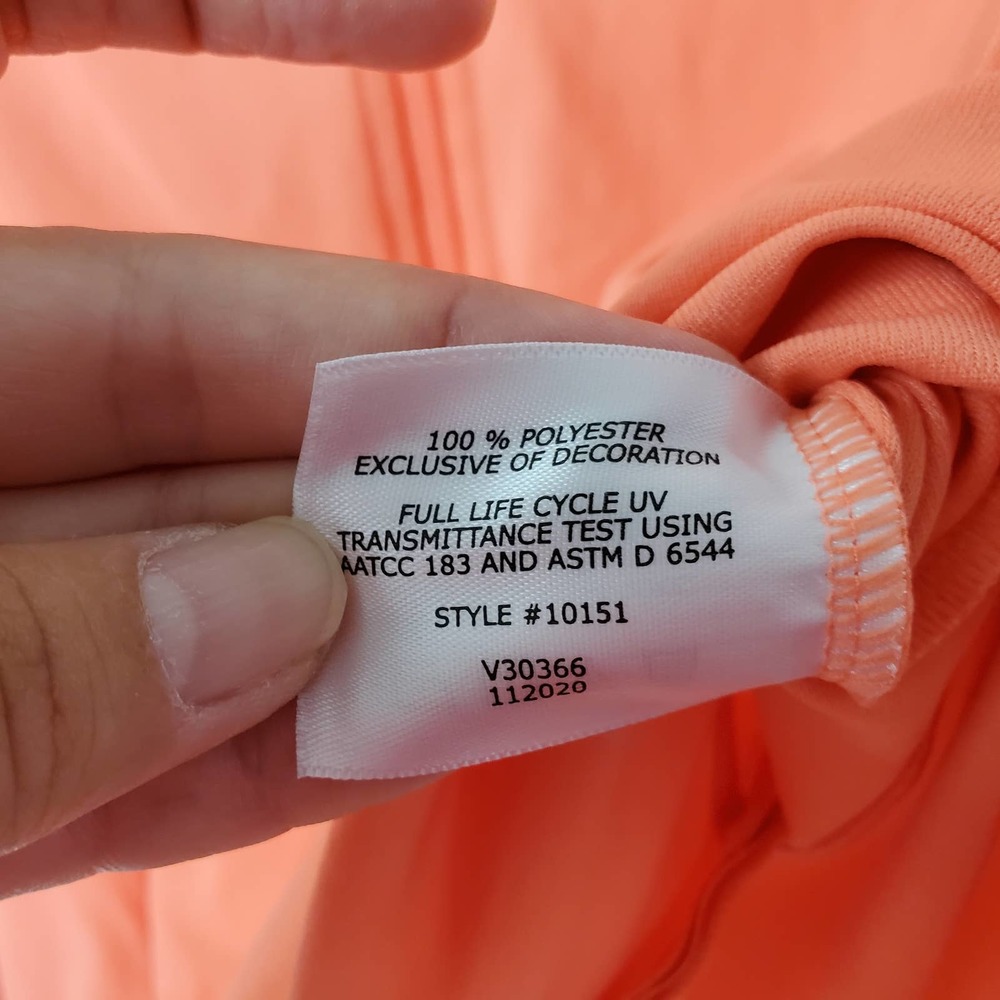 100 % POLYESTER
EXCLUSIVE OF DECORATION
FULL LIFE CYCLE UV
TRANSMITTANCE TEST USING
AATCC 183 AND ASTM D 6544
STYLE #10151
V30366
112020